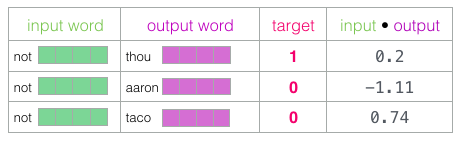 input word output word target input • output
not thou 1 0.2
not aaron 0 -1.11
not taco 0 0.74